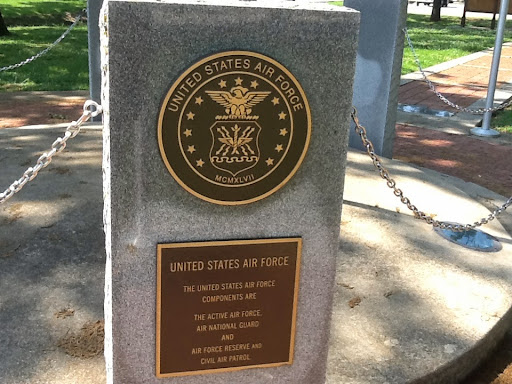 UNITED STATES AIR FORCE
MCMXLVII
UNITED STATES AIR FORCE
THE UNITED STATES AIR FORCE
COMPONENTS ARE
THE ACTIVE AIR FORCE,
AIR NATIONAL GUARD
AND
AIR FORCE RESERVE AND
CIVIL AIR PATROL